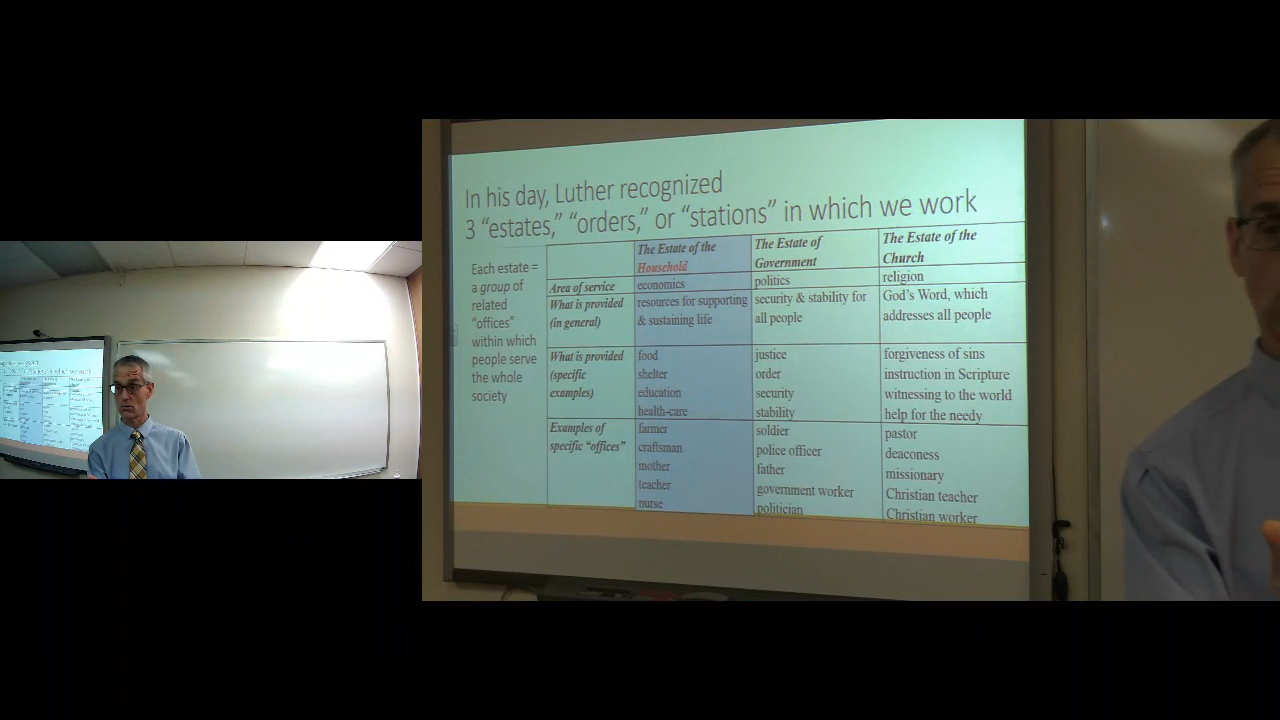 In his day, Luther recognized
3 “estates,” “orders,” or “stations” in which we work
Each estate =
a group of
related
“offices”
within which
people serve
the whole
society
The Estate of the
Household
The Estate of
Government
The Estate of the
Church
Area of service
economics
politics
religion
What is provided
(in general)
resources for supporting
& sustaining life
security & stability for
all people
God’s Word, which
addresses all people
What is provided
(specific
examples)
food
shelter
education
health-care
justice
order
security
stability
forgiveness of sins
instruction in Scripture
witnessing to the world
help for the needy
Examples of
specific “offices”
farmer
craftsman
mother
teacher
nurse
soldier
police officer
father
government worker
politician
pastor
deaconess
missionary
Christian teacher
Christian worker